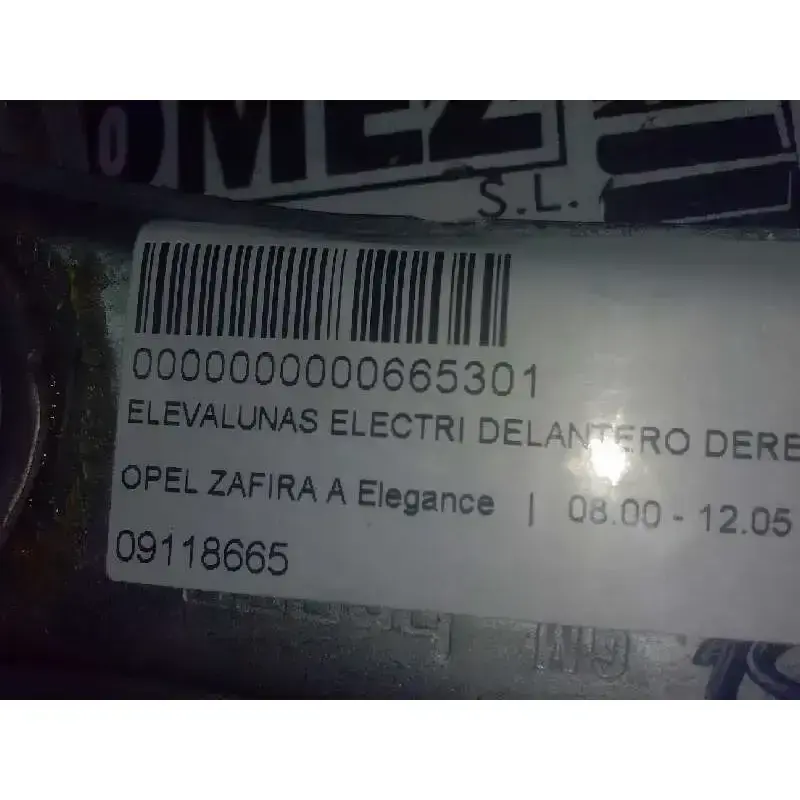 OMEZ
S.L.
0000000000665301
ELEVALUNAS ELECTRI DELANTERO DERE
OPEL ZAFIRA A Elegance | 08.00 - 12.05
09118665